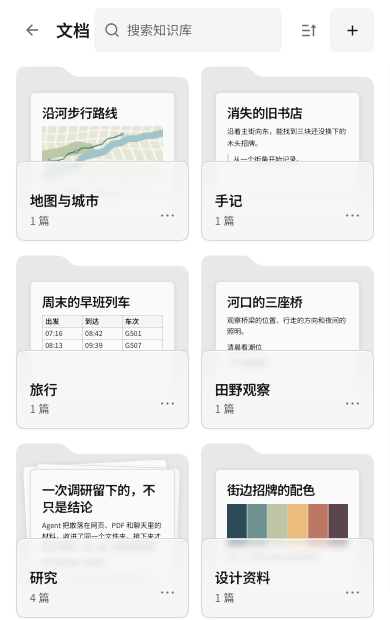 文档
搜索知识库
沿河步行路线
地图与城市
1 篇
消失的旧书店
沿着主街向东，能找到三块还没换下的
木头招牌。
从一个街角开始记录。
手记
1 篇
周末的早班列车
出发 到达 车次
07:16 08:42 G501
08:13 09:39 G507
旅行
1 篇
河口的三座桥
观察桥梁的位置、行走的方向和夜间的
照明。
清晨看潮位
田野观察
1 篇
一次调研留下的，不
只是结论
Agent 把散落在网页、PDF 和聊天里的
材料，收进了同一个文件夹。接下来才
研究
4 篇
街边招牌的配色
设计资料
1 篇